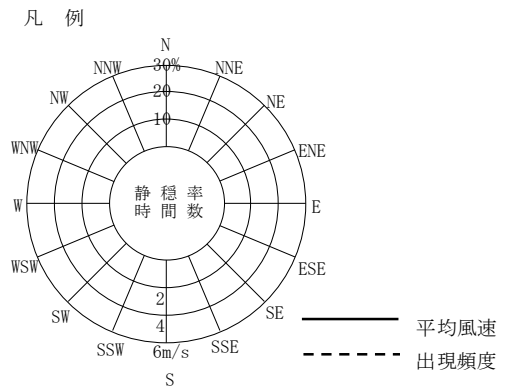 凡 例
N
NNW 30% NNE
NW 20 NE
10
WNW ENE
静 穏 率
時 間 数
W E
WSW ESE
2
SW 4 SE
SSW 6m/s SSE
S
平均風速
出現頻度